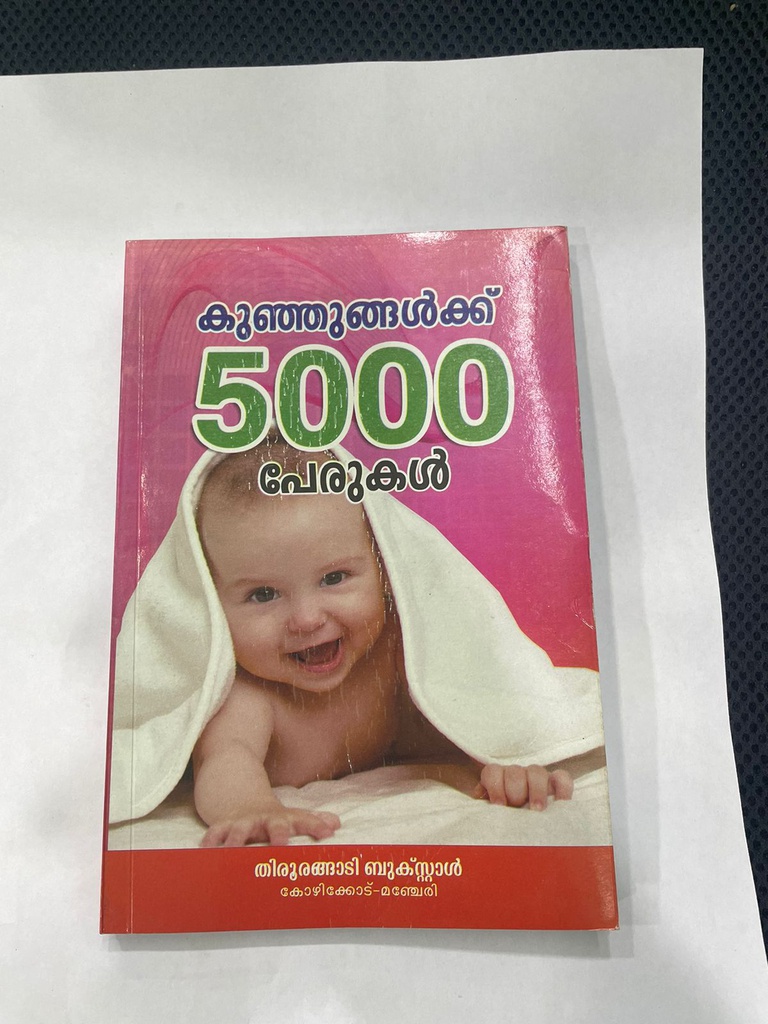 കുഞ്ഞുങ്ങൾക്ക്
5000
പേരുകൾ
തിരൂരങ്ങാടി ബുക്സ്റ്റാൾ
കോഴിക്കോട്-മഞ്ചേരി